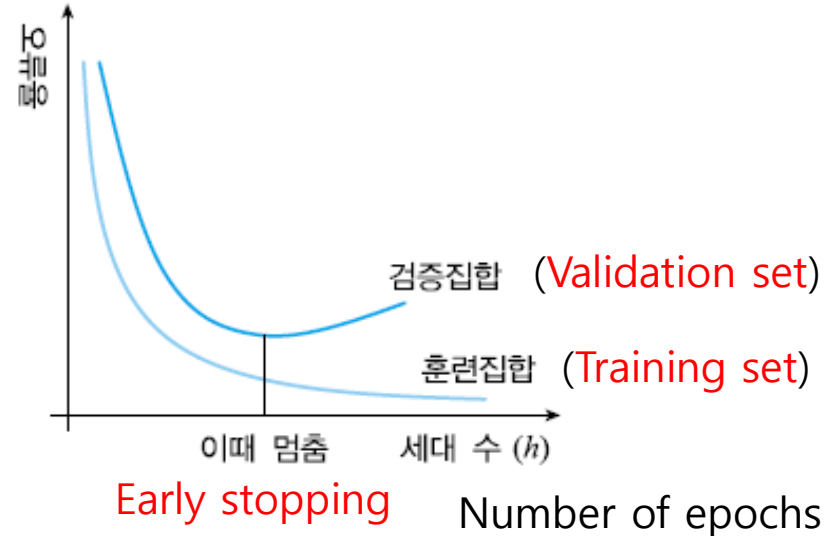 오류율
검증집합 (Validation set)
훈련집합 (Training set)
이때 멈춤 세대 수 (h)
Early stopping Number of epochs